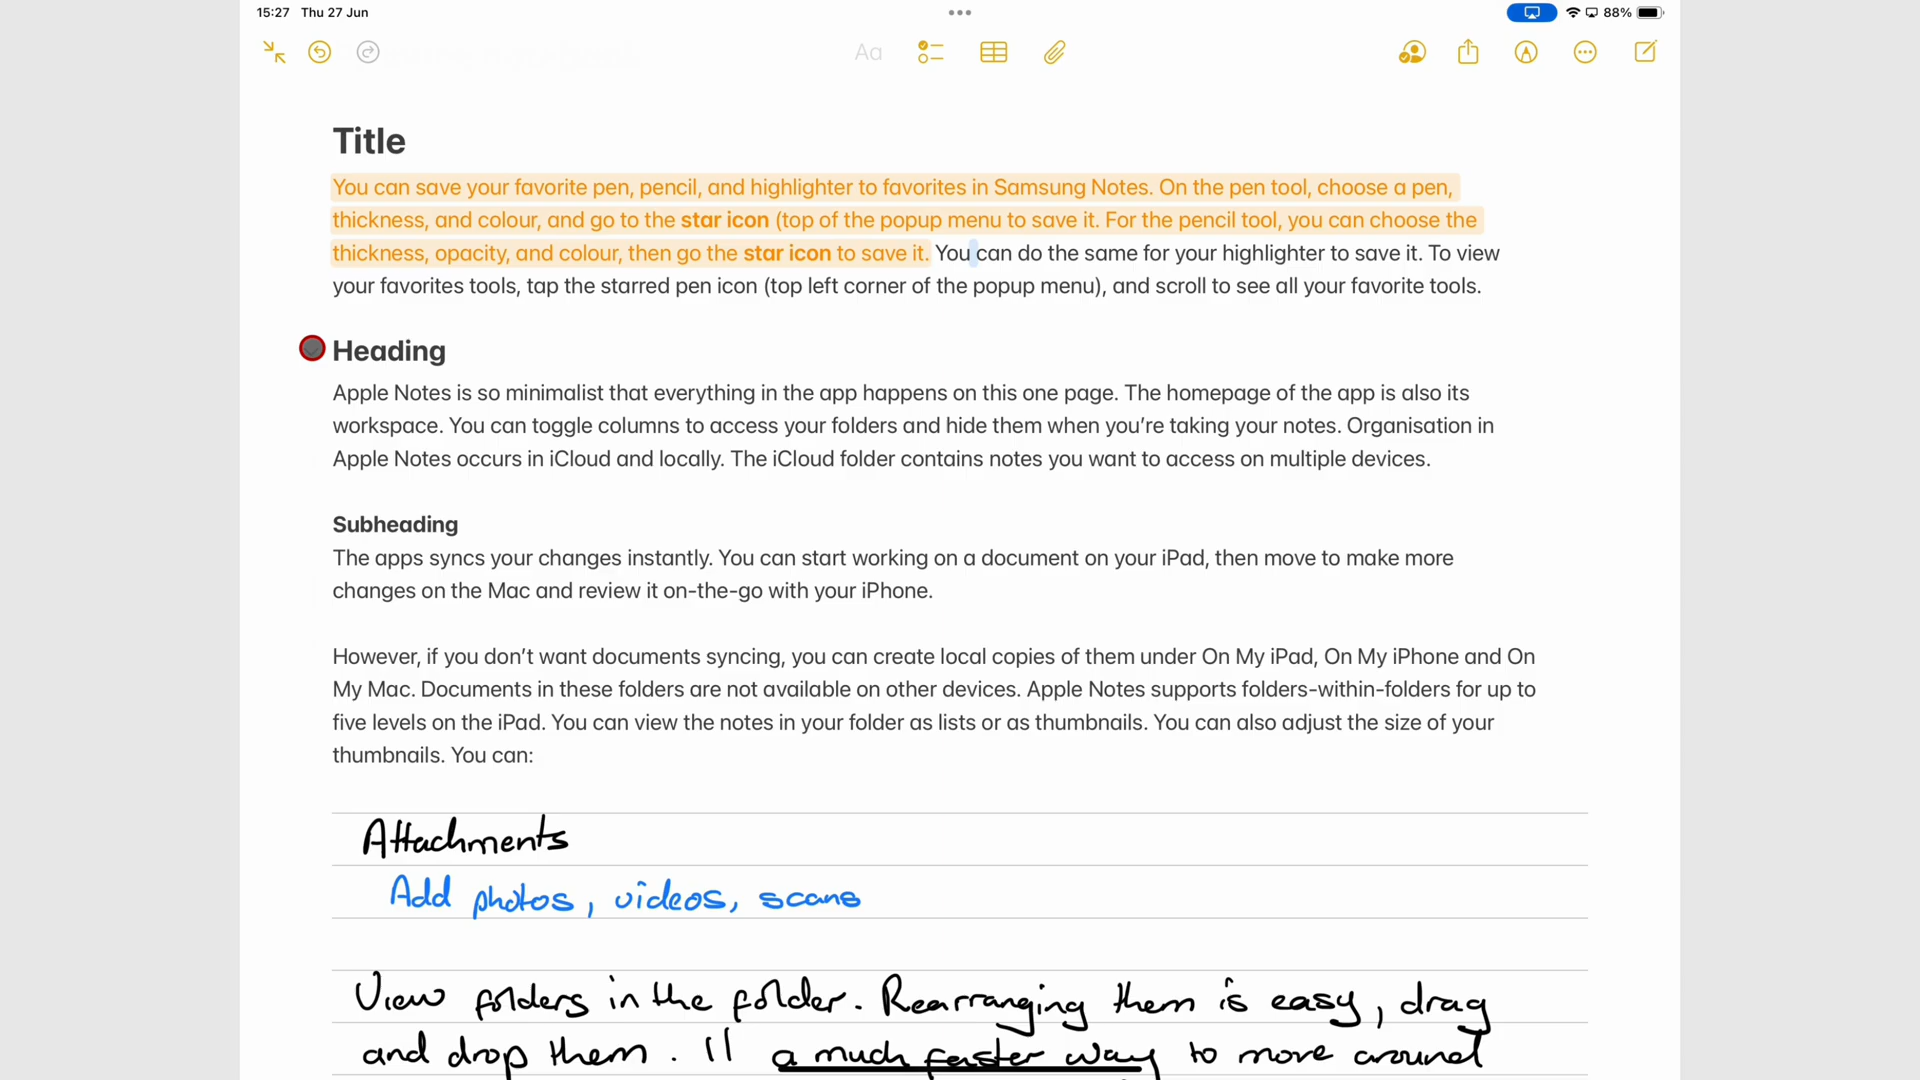 15:27 Thu 27 Jun
88%
Aa
Title
You can save your favorite pen, pencil, and highlighter to favorites in Samsung Notes. On the pen tool, choose a pen,
thickness, and colour, and go to the star icon (top of the popup menu to save it. For the pencil tool, you can choose the
thickness, opacity, and colour, then go the star icon to save it. You can do the same for your highlighter to save it. To view
your favorites tools, tap the starred pen icon (top left corner of the popup menu), and scroll to see all your favorite tools.
Heading
Apple Notes is so minimalist that everything in the app happens on this one page. The homepage of the app is also its
workspace. You can toggle columns to access your folders and hide them when you’re taking your notes. Organisation in
Apple Notes occurs in iCloud and locally. The iCloud folder contains notes you want to access on multiple devices.
Subheading
The apps syncs your changes instantly. You can start working on a document on your iPad, then move to make more
changes on the Mac and review it on-the-go with your iPhone.
However, if you don’t want documents syncing, you can create local copies of them under On My iPad, On My iPhone and On
My Mac. Documents in these folders are not available on other devices. Apple Notes supports folders-within-folders for up to
five levels on the iPad. You can view the notes in your folder as lists or as thumbnails. You can also adjust the size of your
thumbnails. You can:
Attachments
Add photos, videos, scans
View folders in the folder. Rearranging them is easy, drag
and drop them. a much faster way to move around